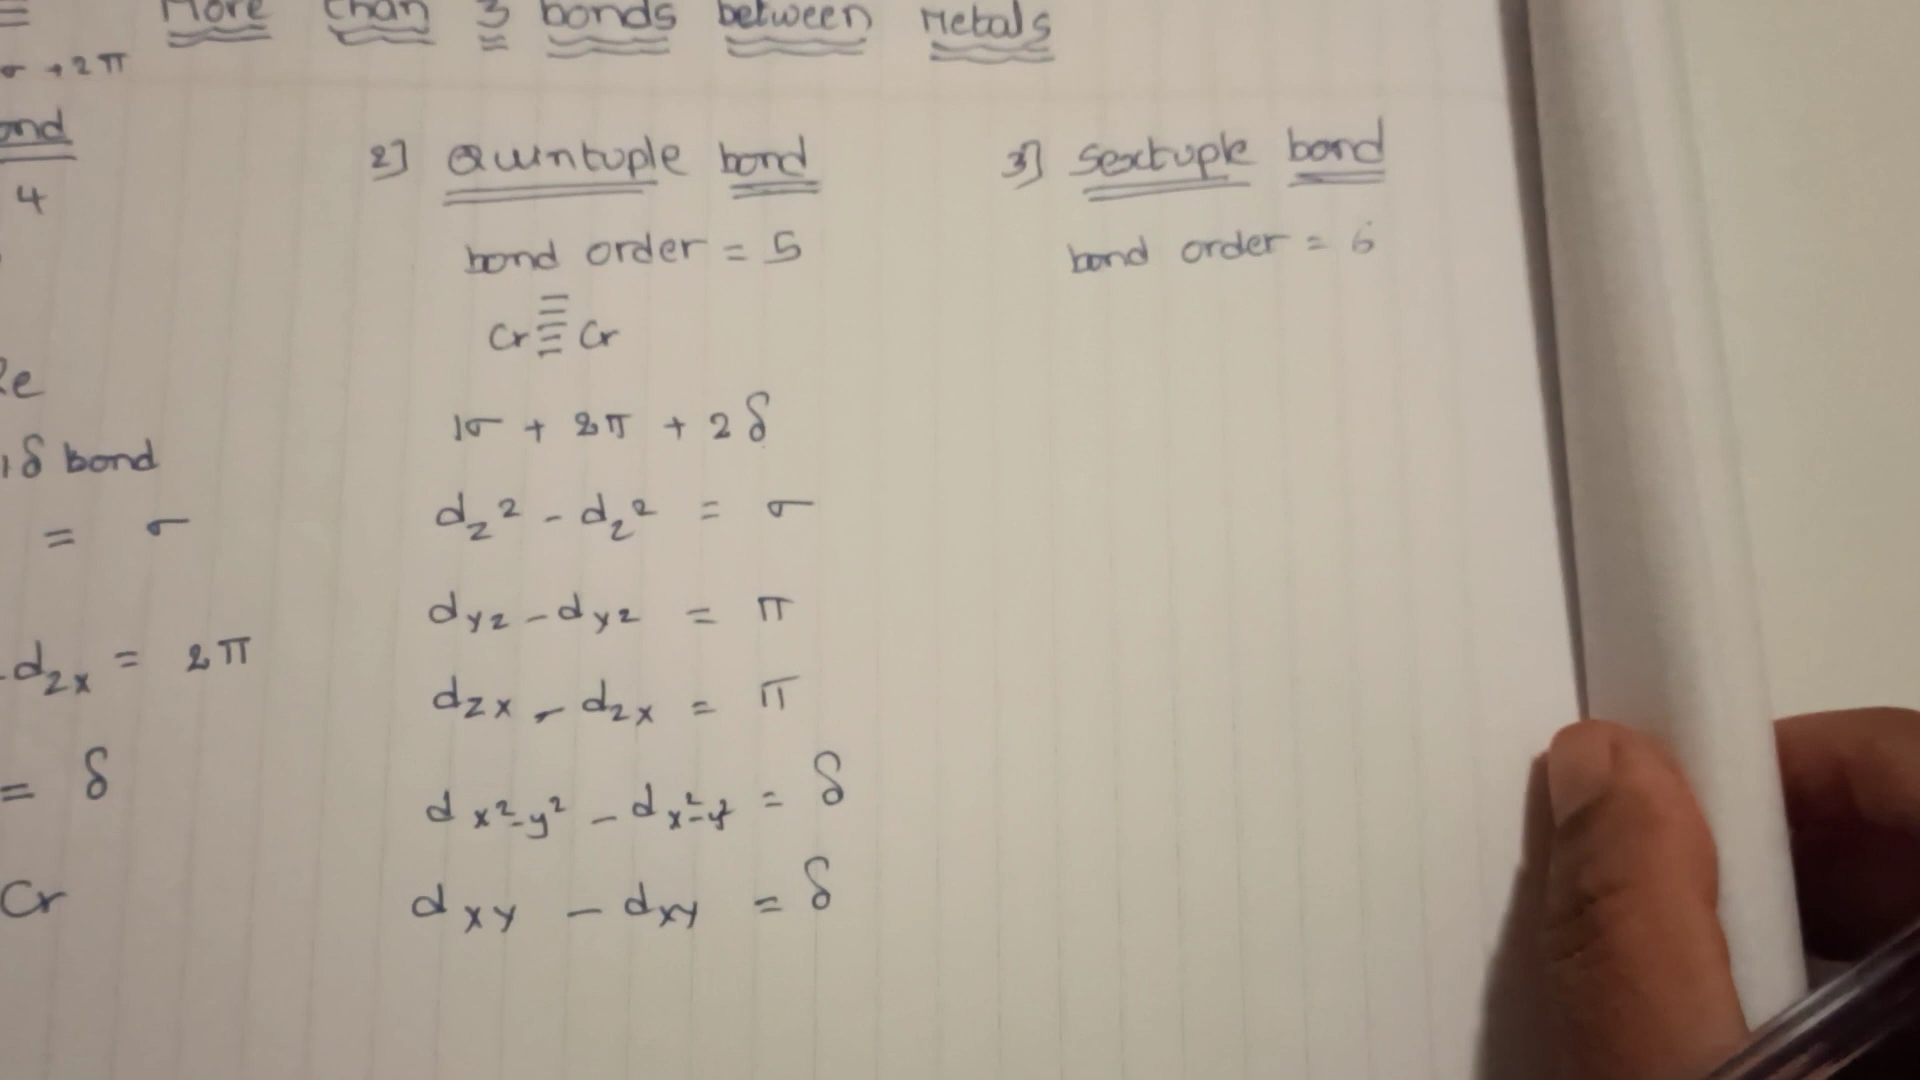 More than 3 bonds between Metals
σ + 2π
4
1δ bond
= σ
dzx = 2π
= δ
Cr
2] Quintuple bond
bond order = 5
Cr ≡ Cr
1σ + 2π + 2δ
dz² - dz² = σ
dyz - dyz = π
dzx - dzx = π
dx²-y² - dx²-y² = δ
dxy - dxy = δ
3] Sextuple bond
bond order = 6